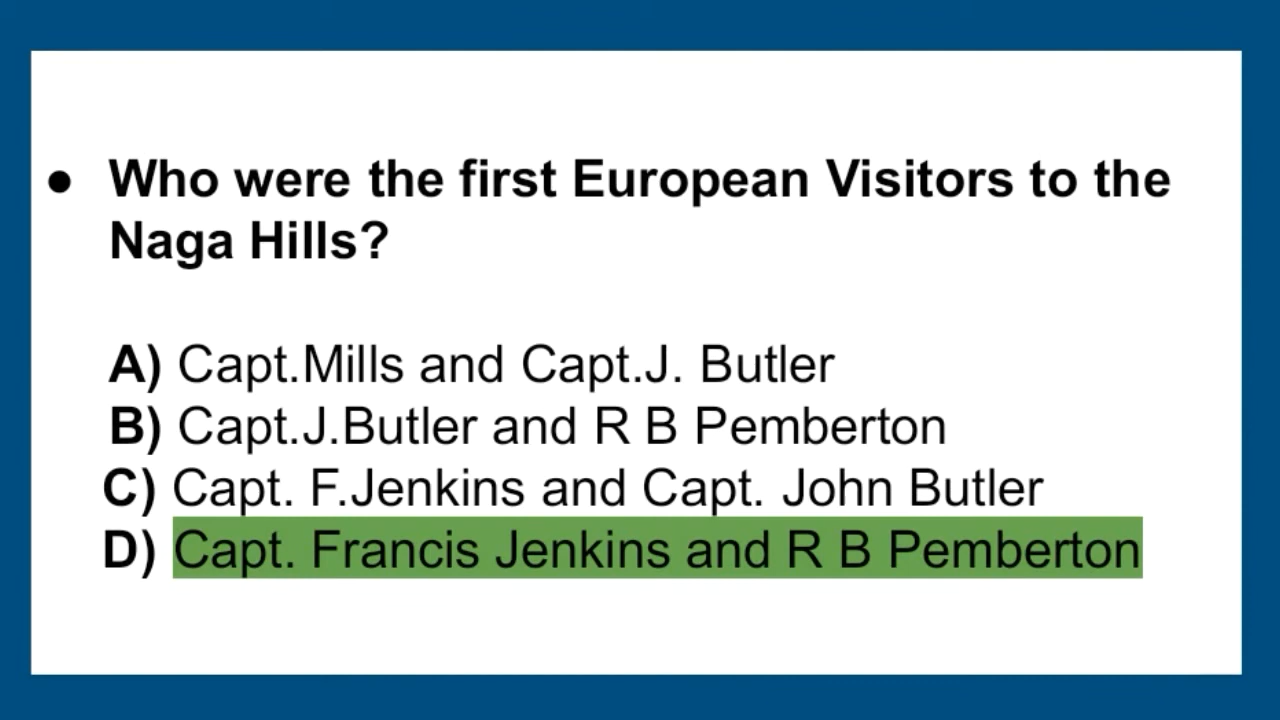 ● Who were the first European Visitors to the
Naga Hills?
A) Capt.Mills and Capt.J. Butler
B) Capt.J.Butler and R B Pemberton
C) Capt. F.Jenkins and Capt. John Butler
D) Capt. Francis Jenkins and R B Pemberton